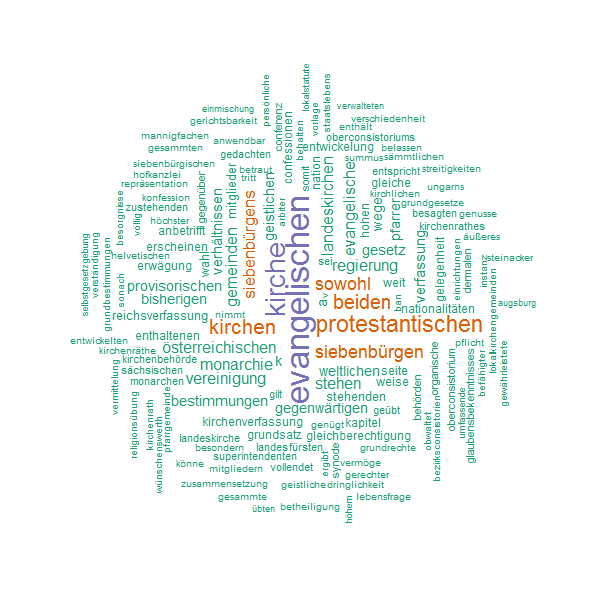 evangelischen
kirche
protestantischen
kirchen
beiden
sowohl
siebenbürgen
siebenbürgens
landeskirchen
evangelische
verfassung
regierung
gesetz
österreichischen
monarchie
k
vereinigung
bestimmungen
gegenwärtigen
stehen
gemeinden
verhältnissen
mitglieder
geistlichen
provisorischen
bisherigen
pfarrer
wege
hohen
nation
confessionen
somit
entwickelung
conferenz
behalten
vorlage
staatslebens
lokalstatute
persönliche
einmischung
gerichtsbarkeit
mannigfachen
anwendbar
gesammten
gedachten
siebenbürgischen
hofkanzlei
betraut
repräsentation
tritt
konfession
zustehenden
gegenüber
höchster
anbetrifft
völlig
besorgnisse
erscheinen
wahl
helvetischen
erwägung
verständigung
selbstgesetzgebung
grundbestimmungen
sonach
reichsverfassung
nimmt
arbiter
entwickelten
enthaltenen
kirchenräthe
kirchenbehörde
sächsischen
monarchen
vermittelung
religionsübung
kirchenrath
wünschenswerth
pfarrgemeinde
landeskirche
kirchenverfassung
grundsatz
besondern
landesfürsten
superintendenten
könne
mitgliedern
vollendet
zusammensetzung
gesammte
geistliche
übten
betheiligung
gilt
genügt
kapitel
geübt
gleichberechtigung
grundrechte
synode
ergibt
vermöge
gerechter
dringlichkeit
lebensfrage
höhern
weltlichen
seite
weise
stehenden
behörden
organische
obwaltet
bezirksconsistorien
oberconsistorium
umfassende
glaubensbekenntnisses
pflicht
befähigter
lokalkirchengemeinden
gewährleistete
augsburg
nationalitäten
ban
av
sei
weit
gelegenheit
einrichtungen
dermalen
instanz
steinacker
äußeres
kirchenrathes
besagten
genusse
grundgesetze
kirchlichen
ungarns
gleiche
entspricht
streitigkeiten
summus
sämmtlichen
belassen
enthält
oberconsistoriums
verschiedenheit
verwalteten